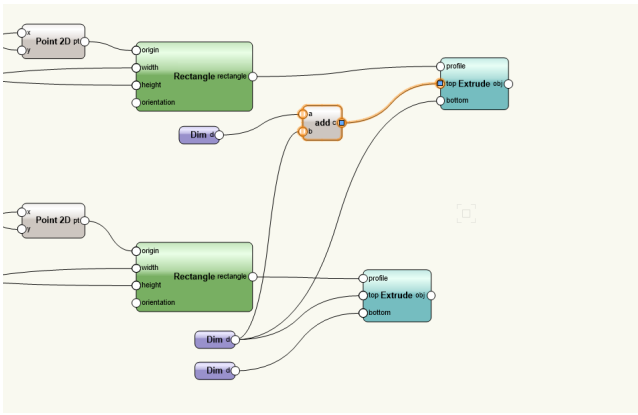 x
y
Point 2D pt
origin
width
height
orientation
Rectangle rectangle
Dim d
a
b
add c
profile
top Extrude obj
bottom
x
y
Point 2D pt
origin
width
height
orientation
Rectangle rectangle
profile
top Extrude obj
bottom
Dim d
Dim d